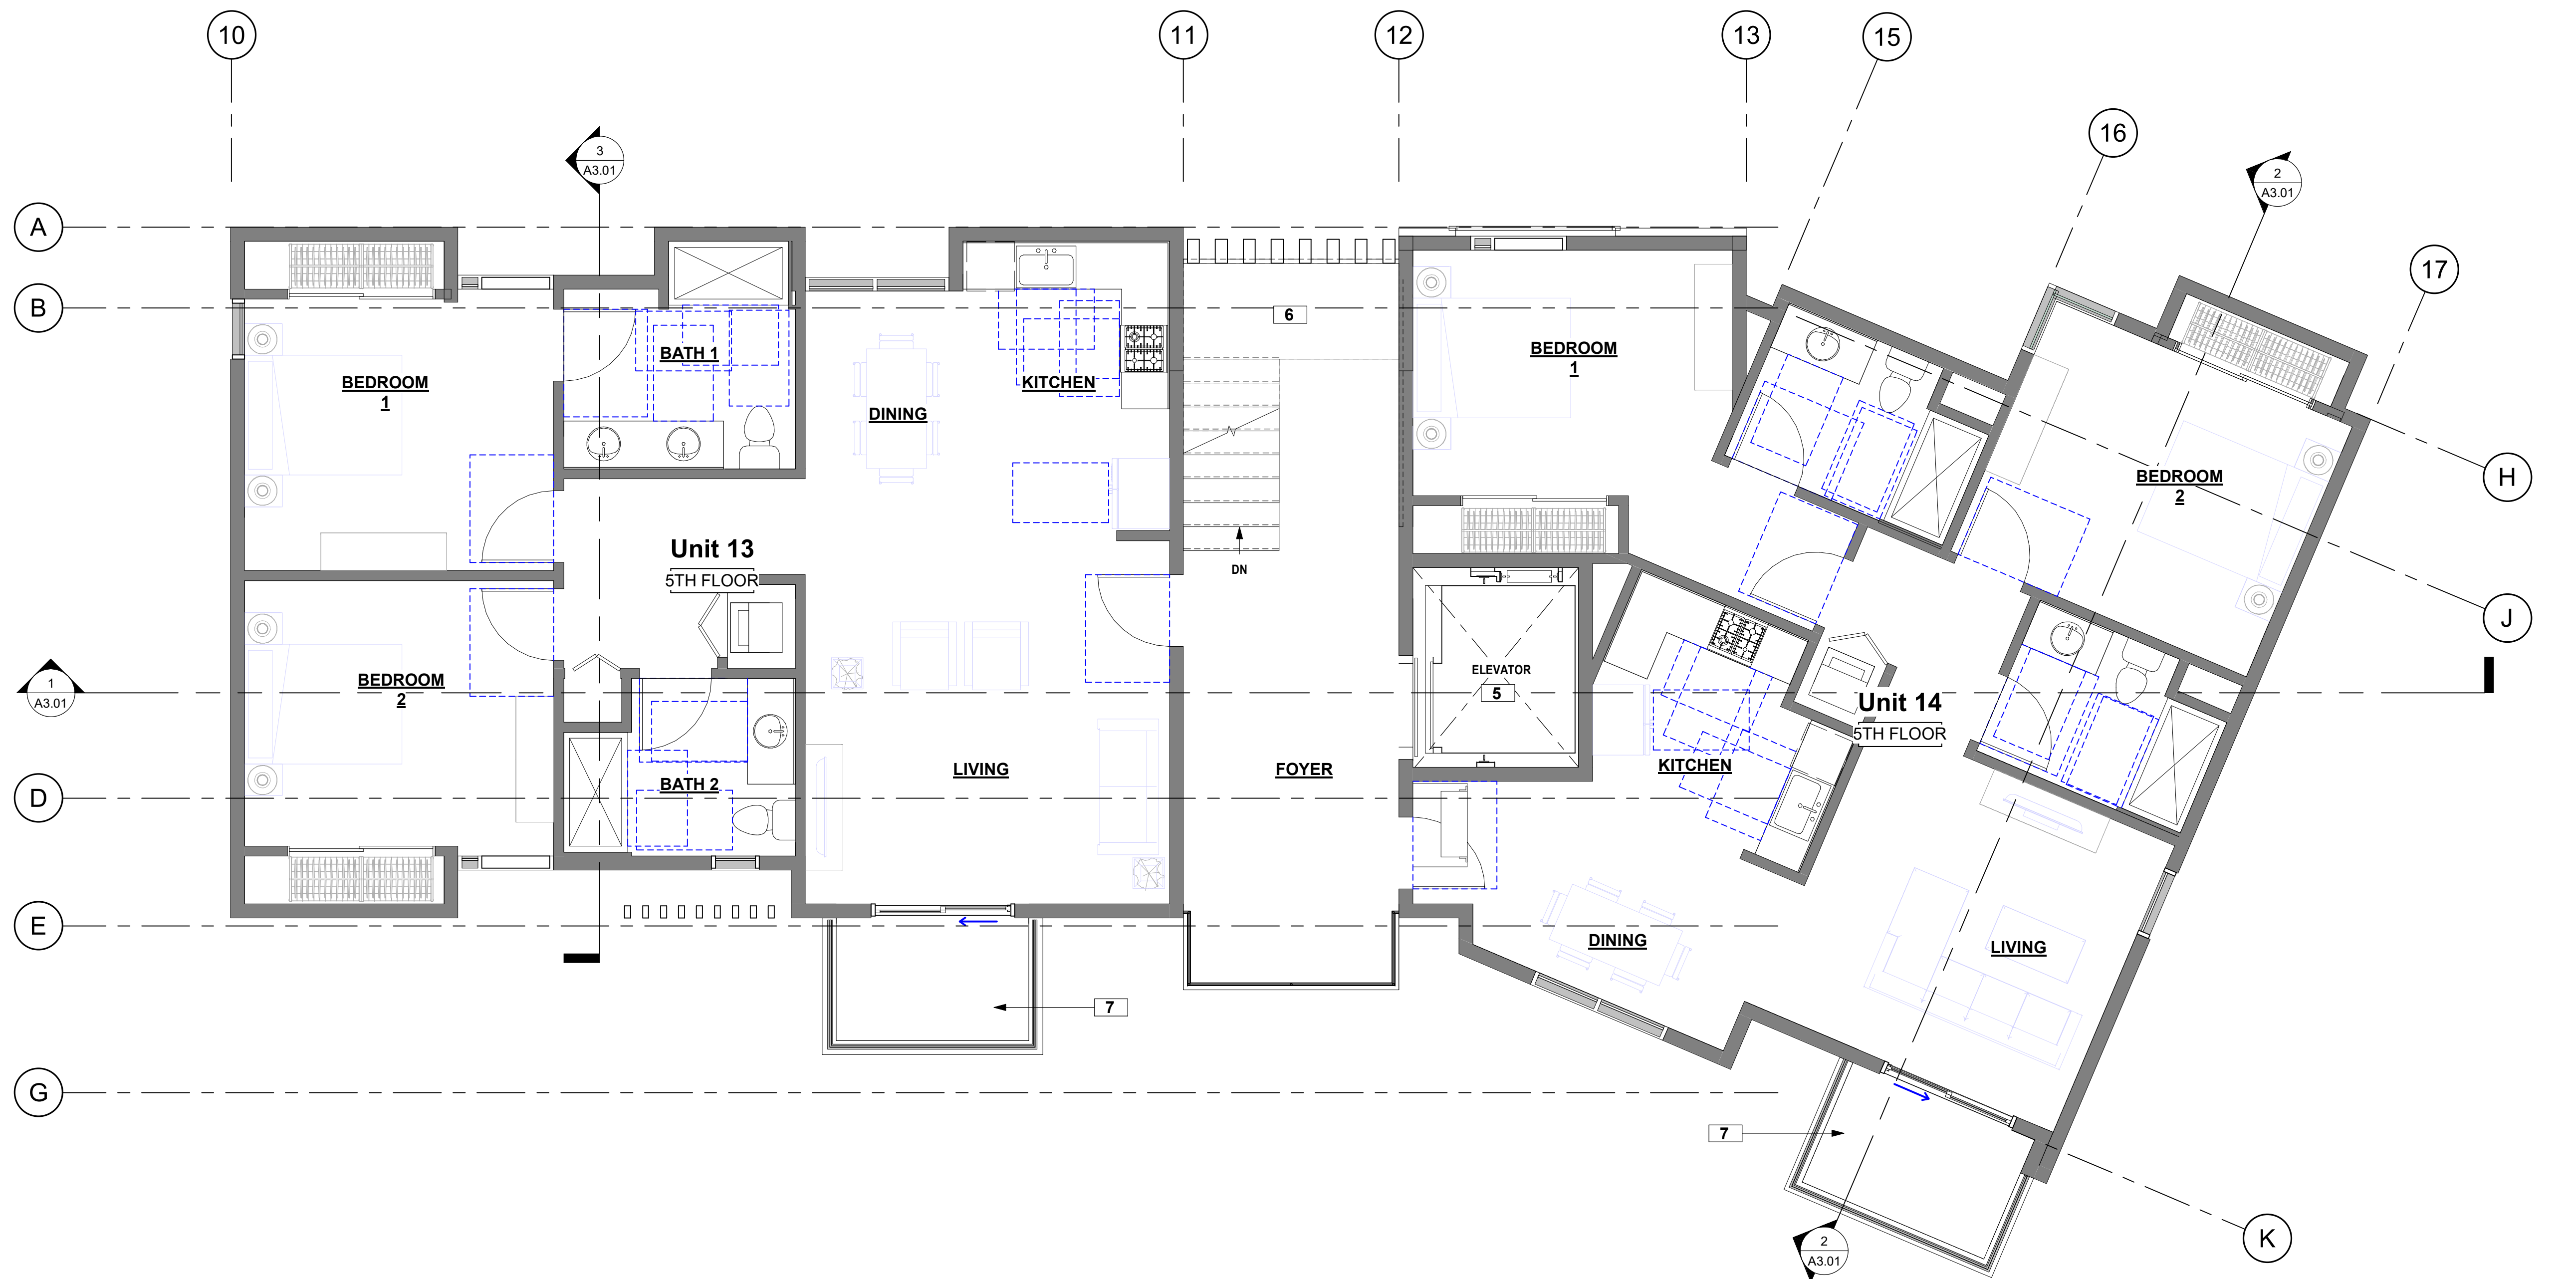 10
11
12
13
15
16
17
3
A3.01
2
A3.01
A
B
H
J
6
BATH 1
BEDROOM
1
KITCHEN
DINING
BEDROOM
1
BEDROOM
2
Unit 13
5TH FLOOR
DN
1
A3.01
BEDROOM
2
ELEVATOR
5
Unit 14
5TH FLOOR
LIVING
FOYER
KITCHEN
BATH 2
D
E
DINING
LIVING
7
G
7
K
2
A3.01